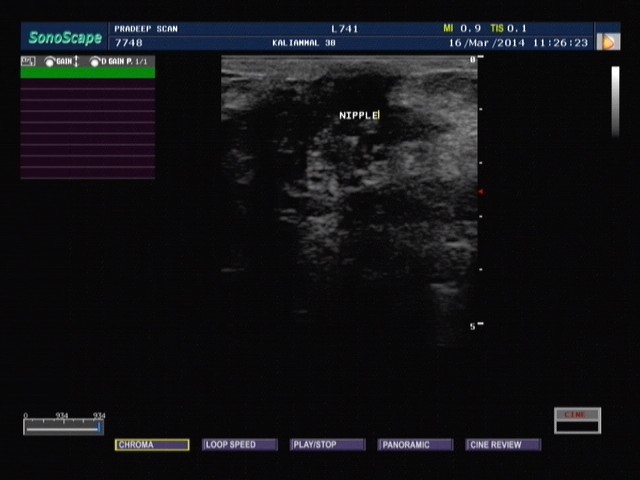 SonoScape
PRADEEP SCAN L741 MI 0.9 TIS 0.1
7748 KALIAMMAL 30 16/Mar/2014 11:26:23
GAIN D GAIN P. 1/1
0
NIPPLE
5
0 934 934
CINE
CHROMA LOOP SPEED PLAY/STOP PANORAMIC CINE REVIEW